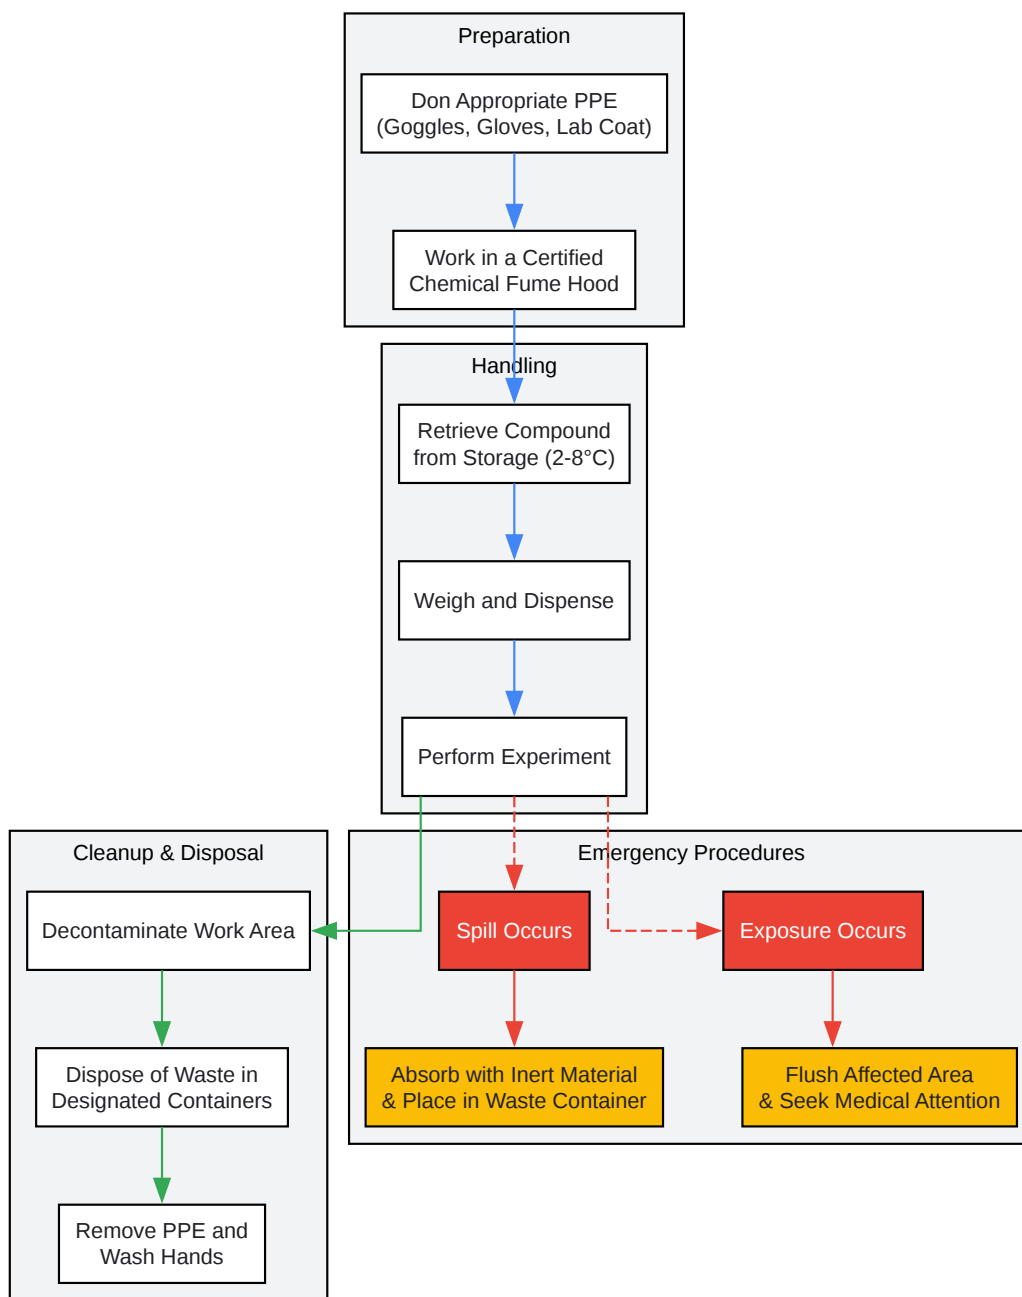 Preparation
Don Appropriate PPE
(Goggles, Gloves, Lab Coat)
Work in a Certified
Chemical Fume Hood
Handling
Retrieve Compound
from Storage (2-8°C)
Weigh and Dispense
Perform Experiment
Cleanup & Disposal
Decontaminate Work Area
Dispose of Waste in
Designated Containers
Remove PPE and
Wash Hands
Emergency Procedures
Spill Occurs
Exposure Occurs
Absorb with Inert Material
& Place in Waste Container
Flush Affected Area
& Seek Medical Attention